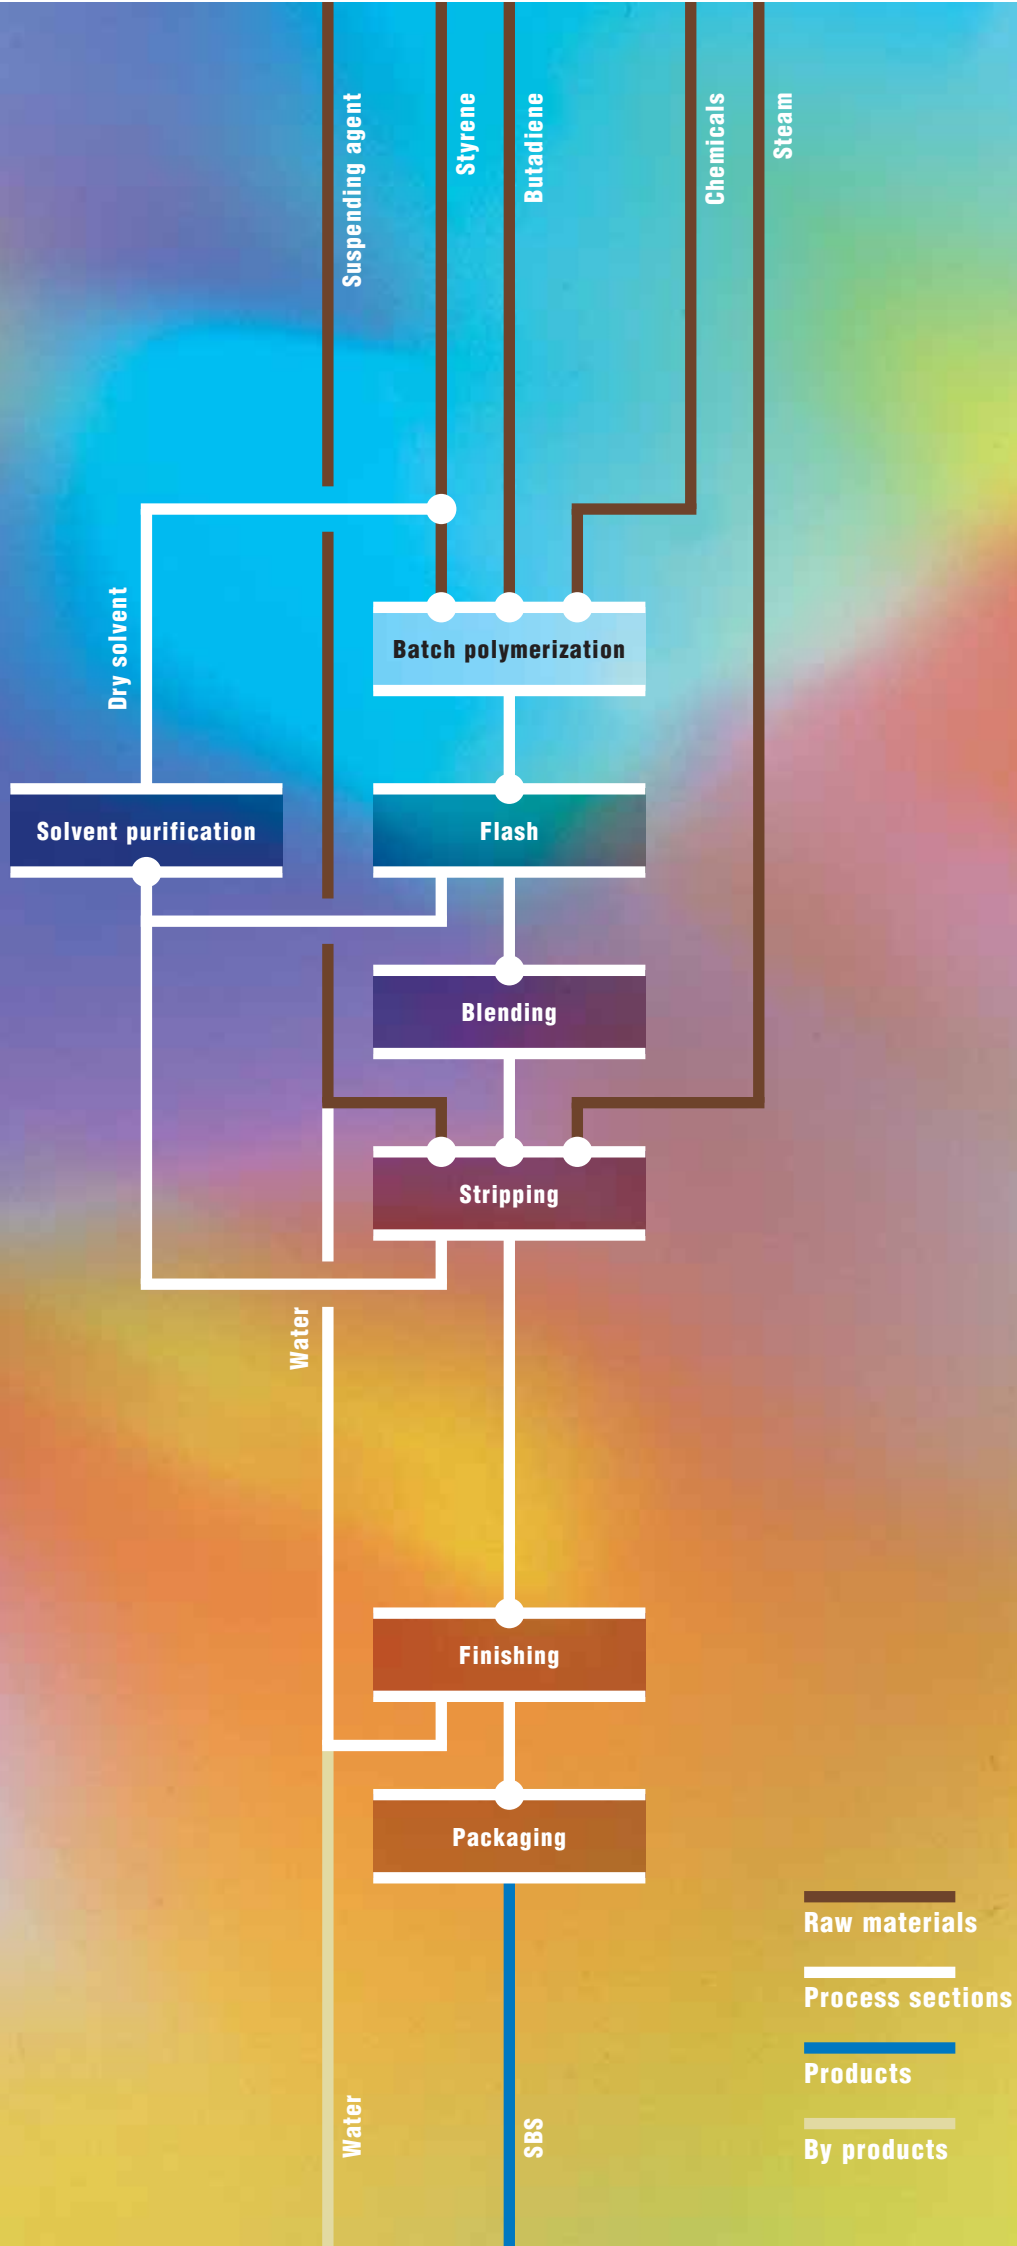 Suspending agent
Styrene
Butadiene
Chemicals
Steam
Dry solvent
Batch polymerization
Solvent purification
Flash
Blending
Stripping
Water
Finishing
Packaging
Raw materials
Process sections
Products
By products
Water
SBS